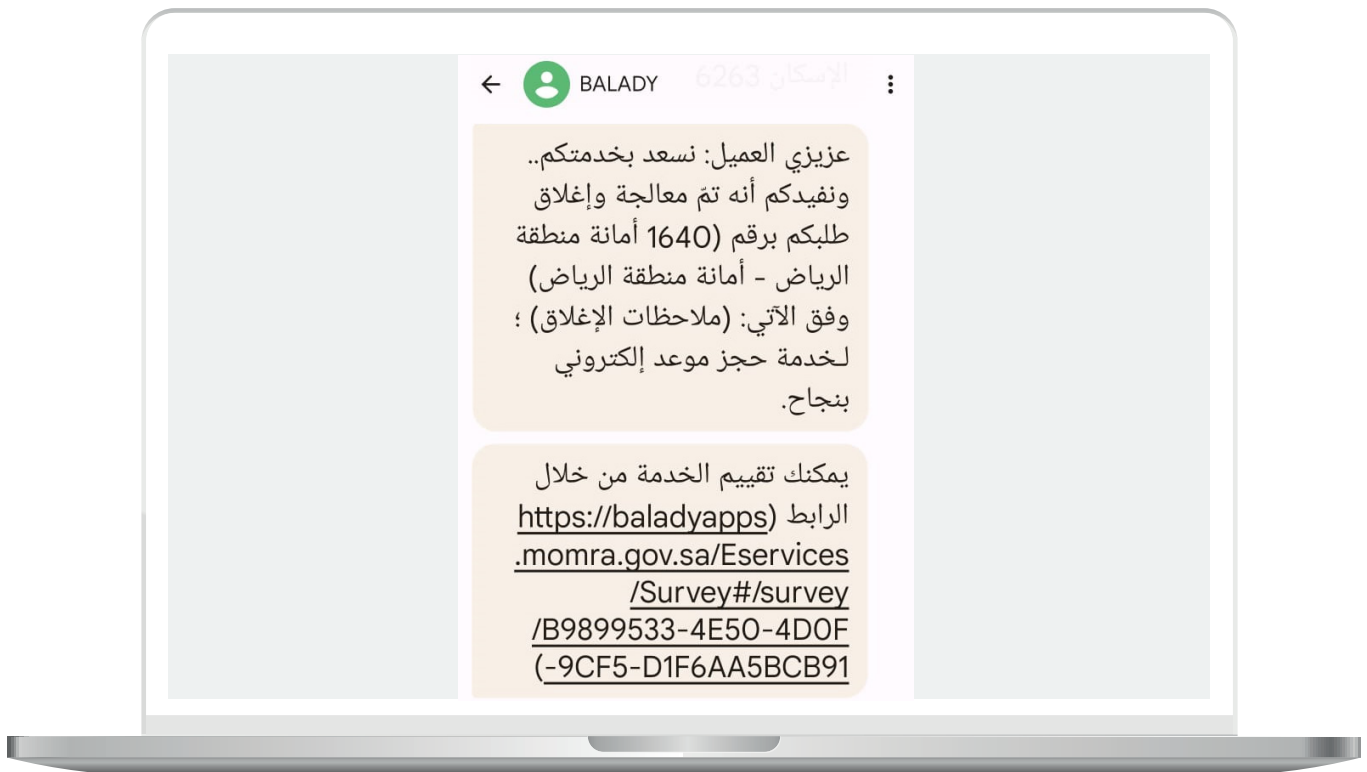 الإسكان 6263
BALADY
عزيزي العميل: نسعد بخدمتكم..
ونفيدكم أنه تمّ معالجة وإغلاق
طلبكم برقم (1640 أمانة منطقة
الرياض - أمانة منطقة الرياض)
وفق الآتي: (ملاحظات الإغلاق) ؛
لـخدمة حجز موعد إلكتروني
بنجاح.
يمكنك تقييم الخدمة من خلال
الرابط (https://baladyapps
.momra.gov.sa/Eservices
/Survey#/survey
/B9899533-4E50-4D0F
-9CF5-D1F6AA5BCB91)